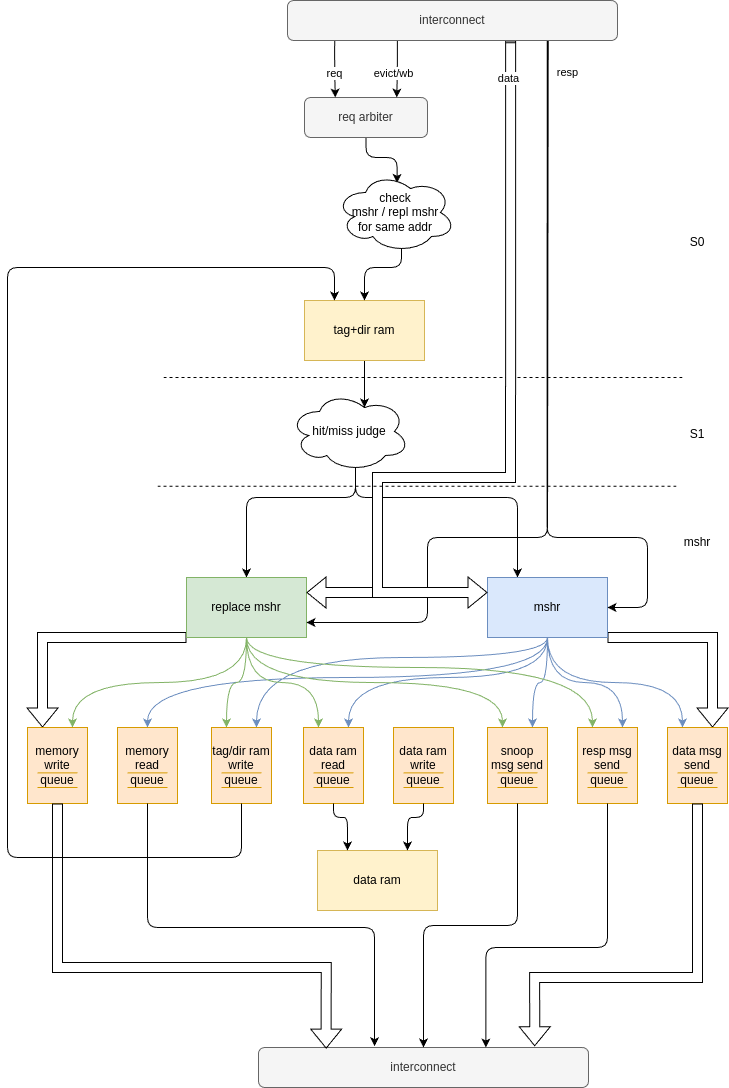 interconnect
req
evict/wb
data
resp
req arbiter
check
mshr / repl mshr
for same addr
S0
tag+dir ram
hit/miss judge
S1
mshr
replace mshr
mshr
memory
write
queue
memory
read
queue
tag/dir ram
write
queue
data ram
read
queue
data ram
write
queue
snoop
msg send
queue
resp msg
send
queue
data msg
send
queue
data ram
interconnect